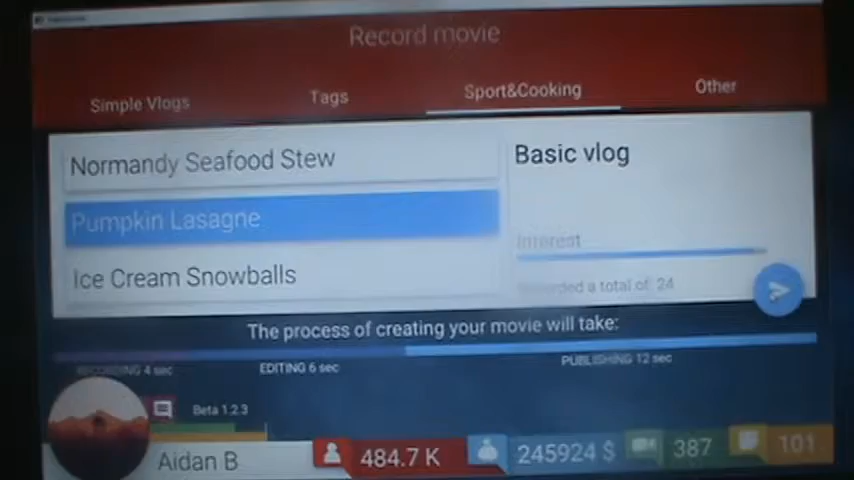 Record movie
Simple Vlogs
Tags
Sport&Cooking
Other
Normandy Seafood Stew
Basic vlog
Pumpkin Lasagne
Interest
Ice Cream Snowballs
a total of: 24
The process of creating your movie will take:
RECORDING 4 sec
EDITING 6 sec
PUBLISHING 12 sec
Beta 1.2.3
Aidan B
484.7 K
245924 $
387
101